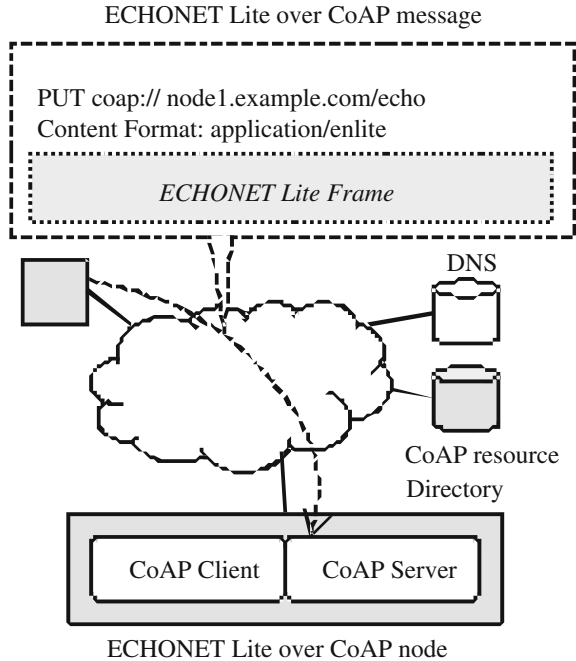 ECHONET Lite over CoAP message
PUT coap:// node1.example.com/echo
Content Format: application/enlite
ECHONET Lite Frame
DNS
CoAP resource
Directory
CoAP Client
CoAP Server
ECHONET Lite over CoAP node